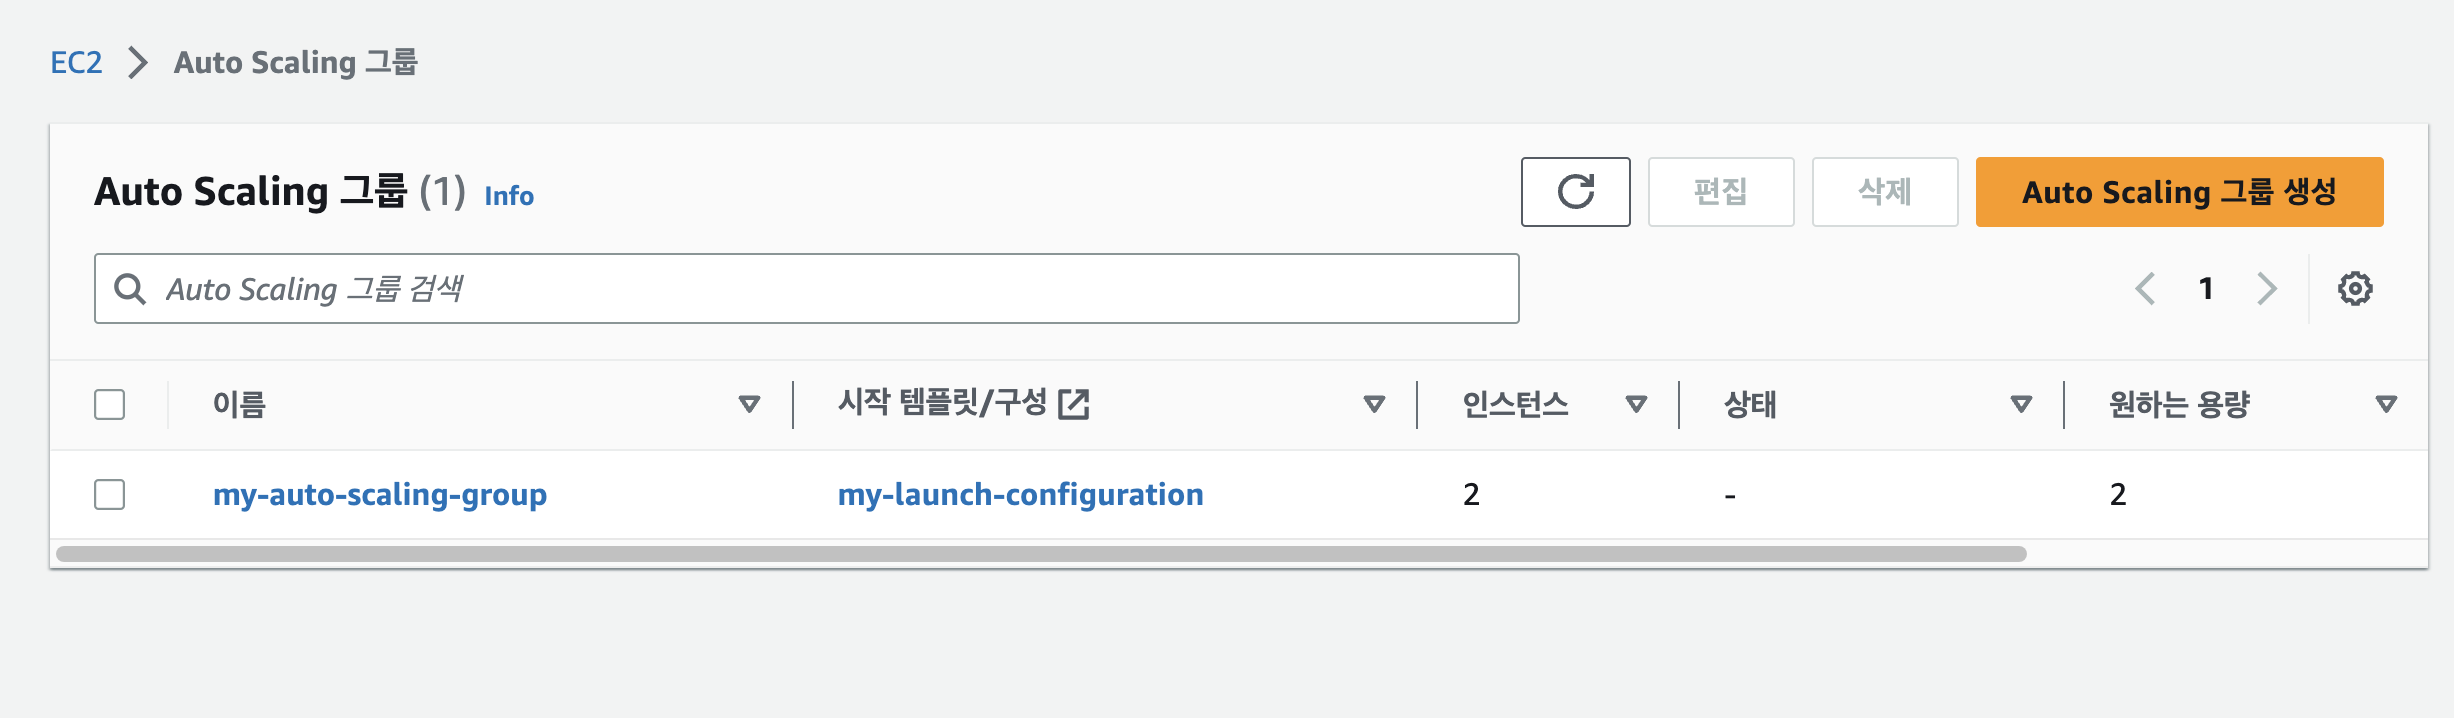 EC2 > Auto Scaling 그룹
Auto Scaling 그룹 (1) Info
편집 삭제 Auto Scaling 그룹 생성
Auto Scaling 그룹 검색
1
이름 시작 템플릿/구성 인스턴스 상태 원하는 용량
my-auto-scaling-group my-launch-configuration 2 - 2